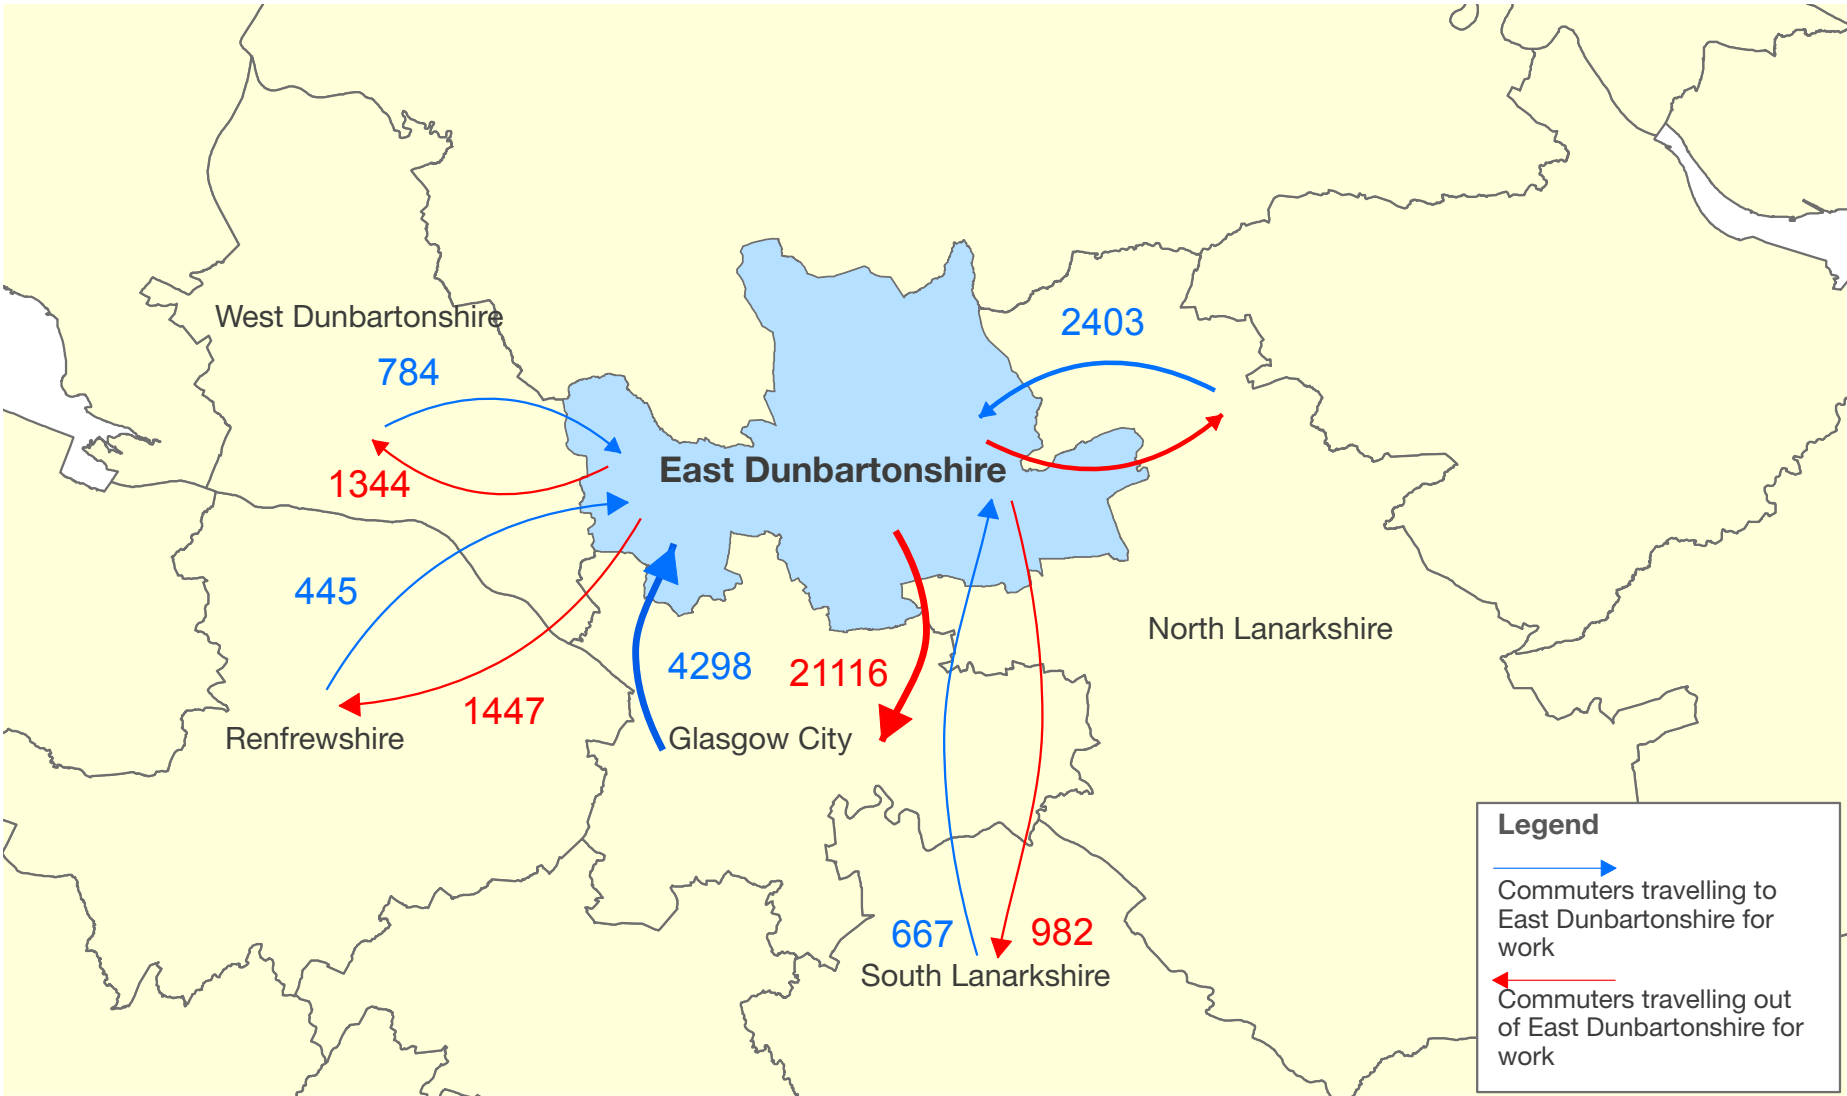 2403
West Dunbartonshire
784
East Dunbartonshire
1344
445
North Lanarkshire
4298
21116
1447
Renfrewshire
Glasgow City
667
982
South Lanarkshire
Legend
Commuters travelling to
East Dunbartonshire for
work
Commuters travelling out
of East Dunbartonshire for
work